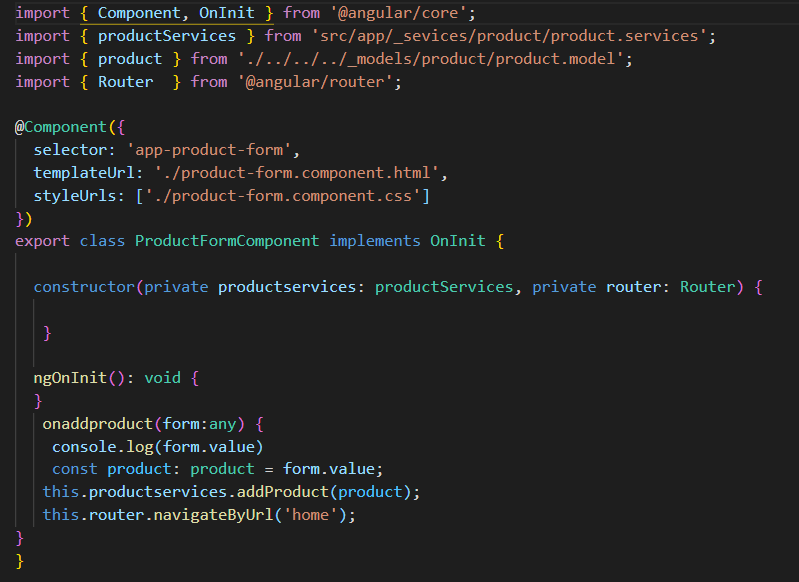 import { Component, OnInit } from '@angular/core';
import { productServices } from 'src/app/_sevices/product/product.services';
import { product } from './../../../_models/product/product.model';
import { Router  } from '@angular/router';
@Component({
  selector: 'app-product-form',
  templateUrl: './product-form.component.html',
  styleUrls: ['./product-form.component.css']
})
export class ProductFormComponent implements OnInit {
  constructor(private productservices: productServices, private router: Router) {
   }
  ngOnInit(): void {
  }
   onaddproduct(form:any) {
    console.log(form.value)
    const product: product = form.value;
   this.productservices.addProduct(product);
   this.router.navigateByUrl('home');
}
}